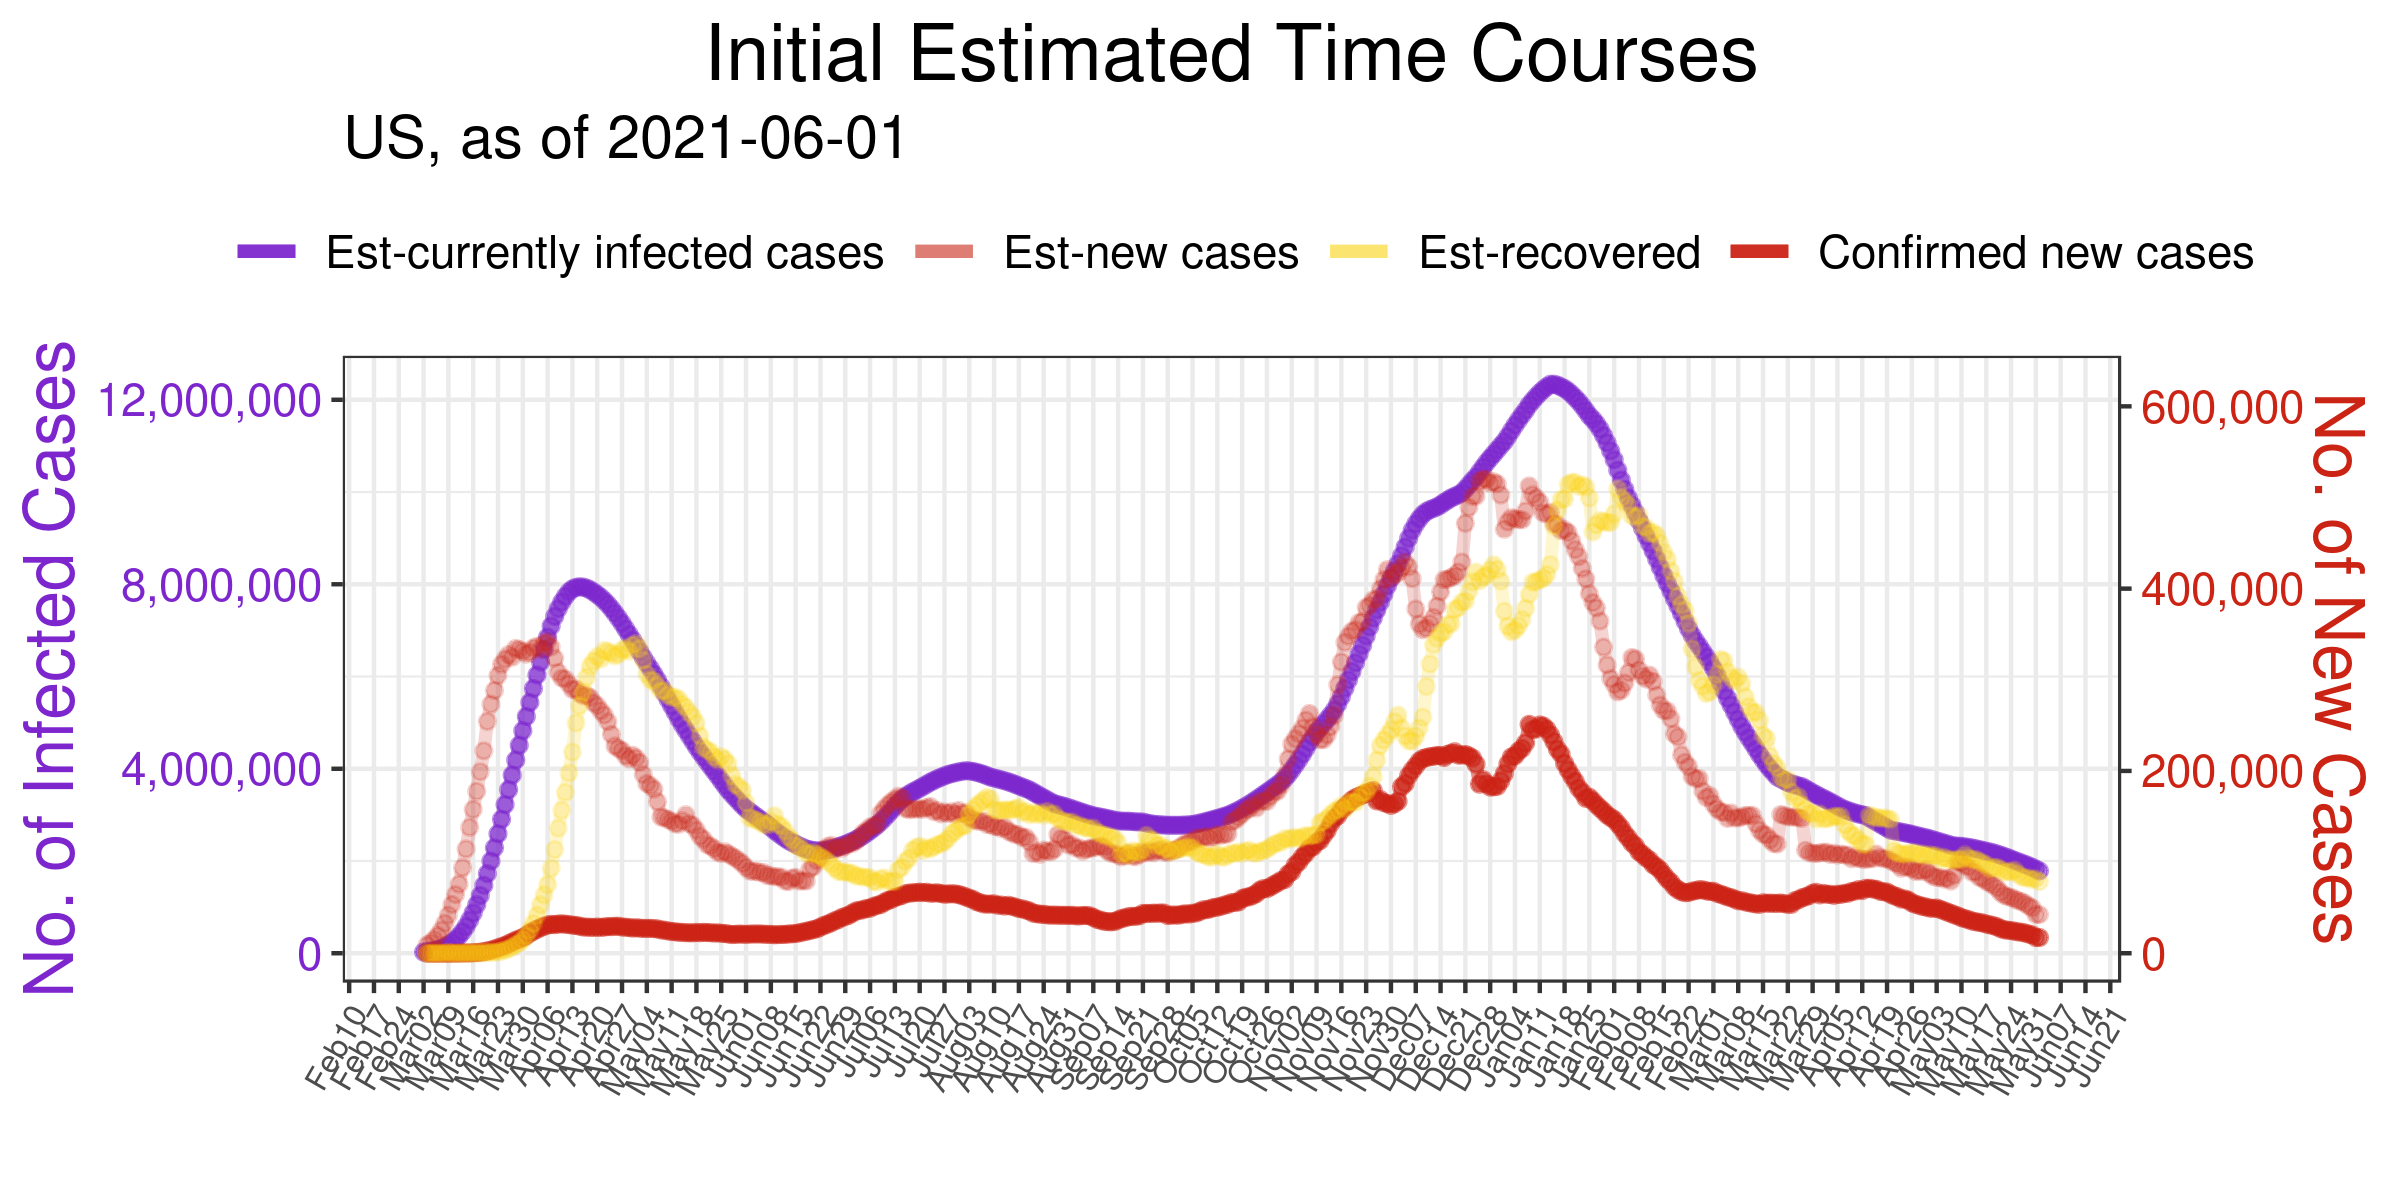 Initial Estimated Time Courses
US, as of 2021-06-01
Est-currently infected cases Est-new cases Est-recovered Confirmed new cases
No. of Infected Cases
12,000,000
8,000,000
4,000,000
0
600,000
400,000
200,000
0
No. of New Cases
Feb10 Feb17 Feb24 Mar02 Mar09 Mar16 Mar23 Mar30 Apr06 Apr13 Apr20 Apr27 May04 May11 May18 May25 Jun01 Jun08 Jun15 Jun22 Jun29 Jul06 Jul13 Jul20 Jul27 Aug03 Aug10 Aug17 Aug24 Aug31 Sep07 Sep14 Sep21 Sep28 Oct05 Oct12 Oct19 Oct26 Nov02 Nov09 Nov16 Nov23 Nov30 Dec07 Dec14 Dec21 Dec28 Jan04 Jan11 Jan18 Jan25 Feb01 Feb08 Feb15 Feb22 Mar01 Mar08 Mar15 Mar22 Mar29 Apr05 Apr12 Apr19 Apr26 May03 May10 May17 May24 May31 Jun07 Jun14 Jun21